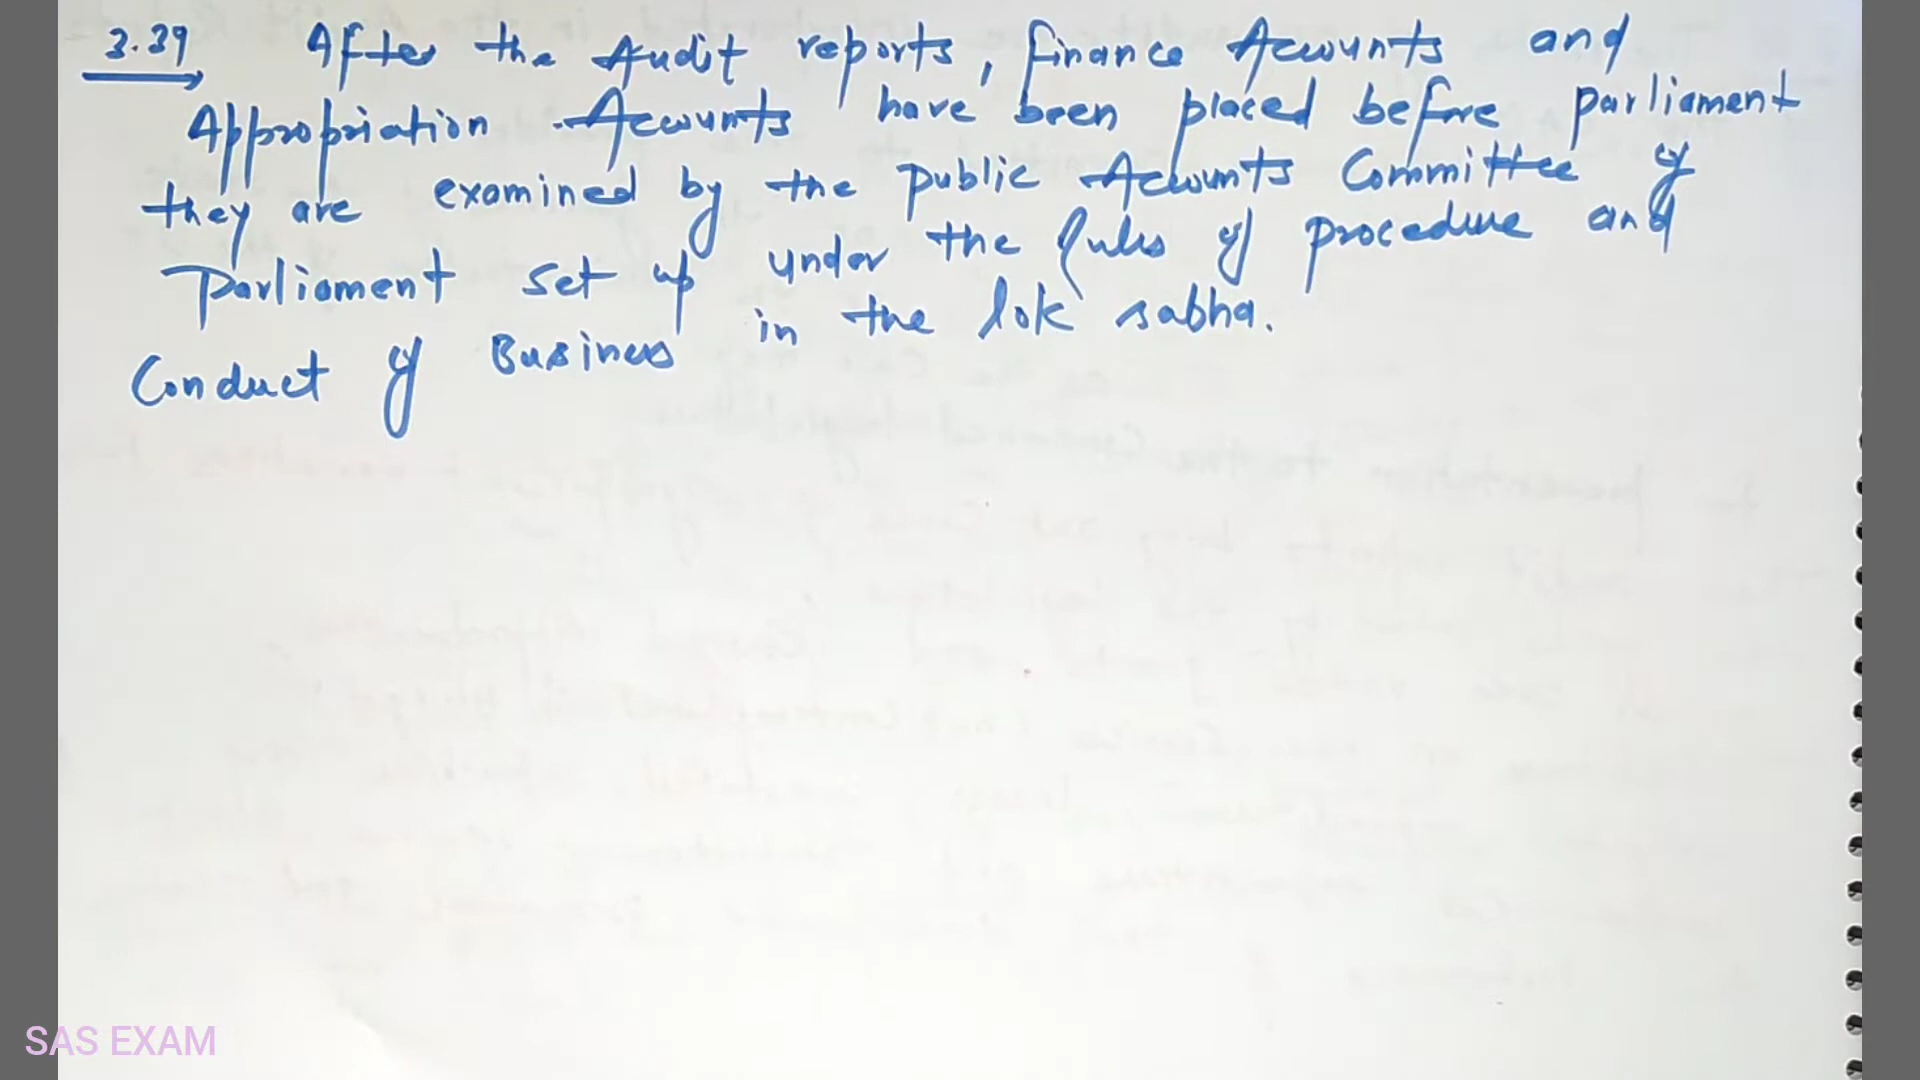 3.39 After the Audit reports, Finance Accounts and
Appropriation Accounts have been placed before parliament
they are examined by the public Accounts Committee of
Parliament set up under the Rules of procedure and
Conduct of Business in the lok sabha.
SAS EXAM